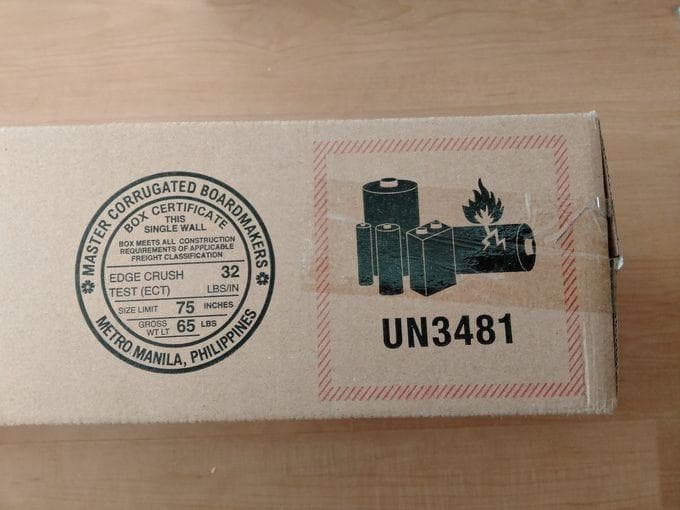 MASTER CORRUGATED BOARDMAKERS
BOX CERTIFICATE
THIS
SINGLE WALL
BOX MEETS ALL CONSTRUCTION
REQUIREMENTS OF APPLICABLE
FREIGHT CLASSIFICATION
EDGE CRUSH 32
TEST (ECT) LBS/IN
SIZE LIMIT 75 INCHES
GROSS
WT LT 65 LBS
METRO MANILA, PHILIPPINES
UN3481